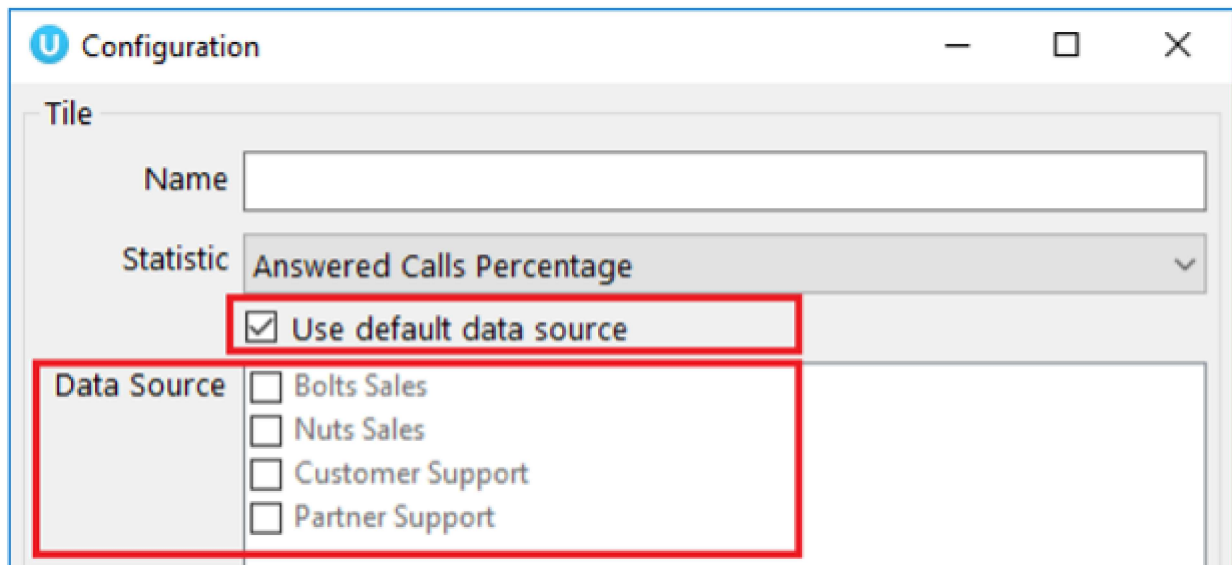 U Configuration
Tile
Name
Statistic Answered Calls Percentage
Use default data source
Data Source Bolts Sales
Nuts Sales
Customer Support
Partner Support